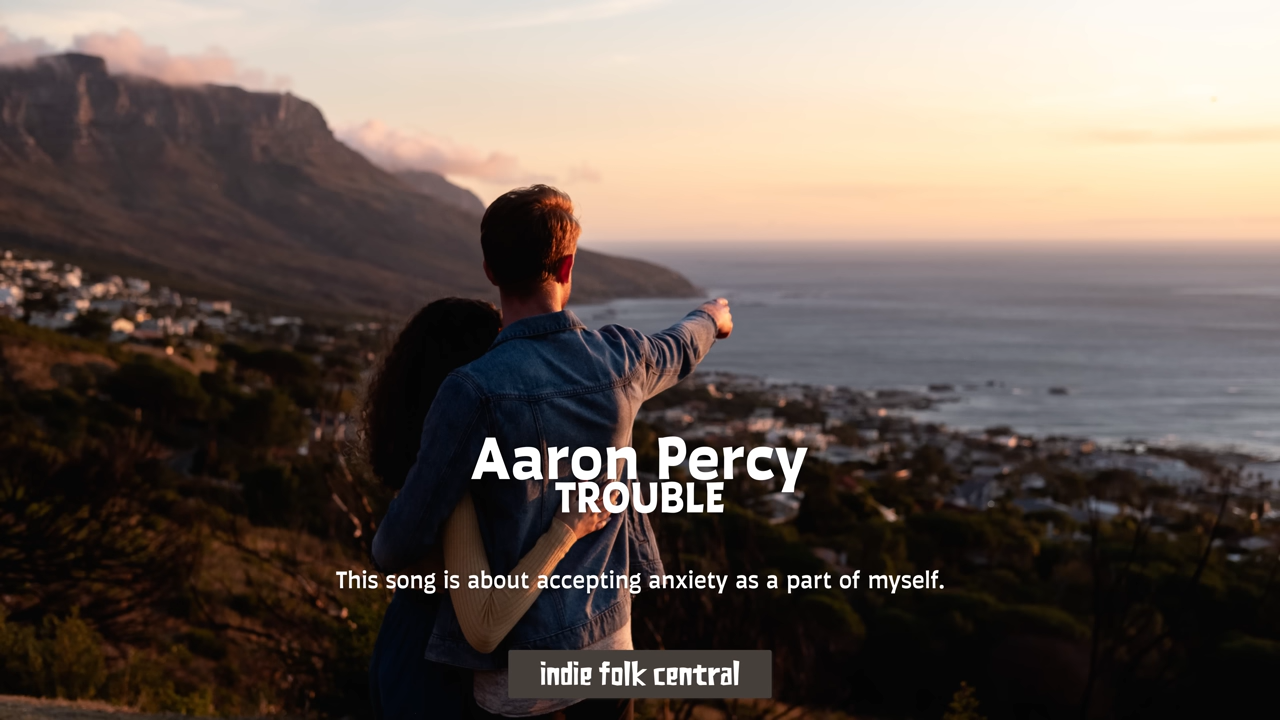 Aaron Percy
TROUBLE
This song is about accepting anxiety as a part of myself.
indie folk central